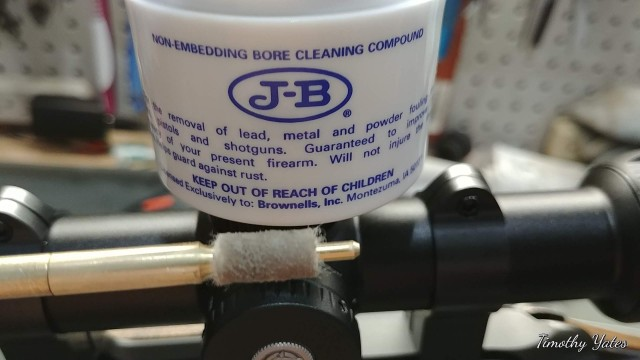 NON-EMBEDDING BORE CLEANING COMPOUND
J-B
®
the removal of lead, metal and powder fouling
pistols and shotguns. Guaranteed to
of your present firearm. Will not injure the
guard against rust.
KEEP OUT OF REACH OF CHILDREN
Exclusively to: Brownells, Inc. Montezuma, IA
Timothy Yates